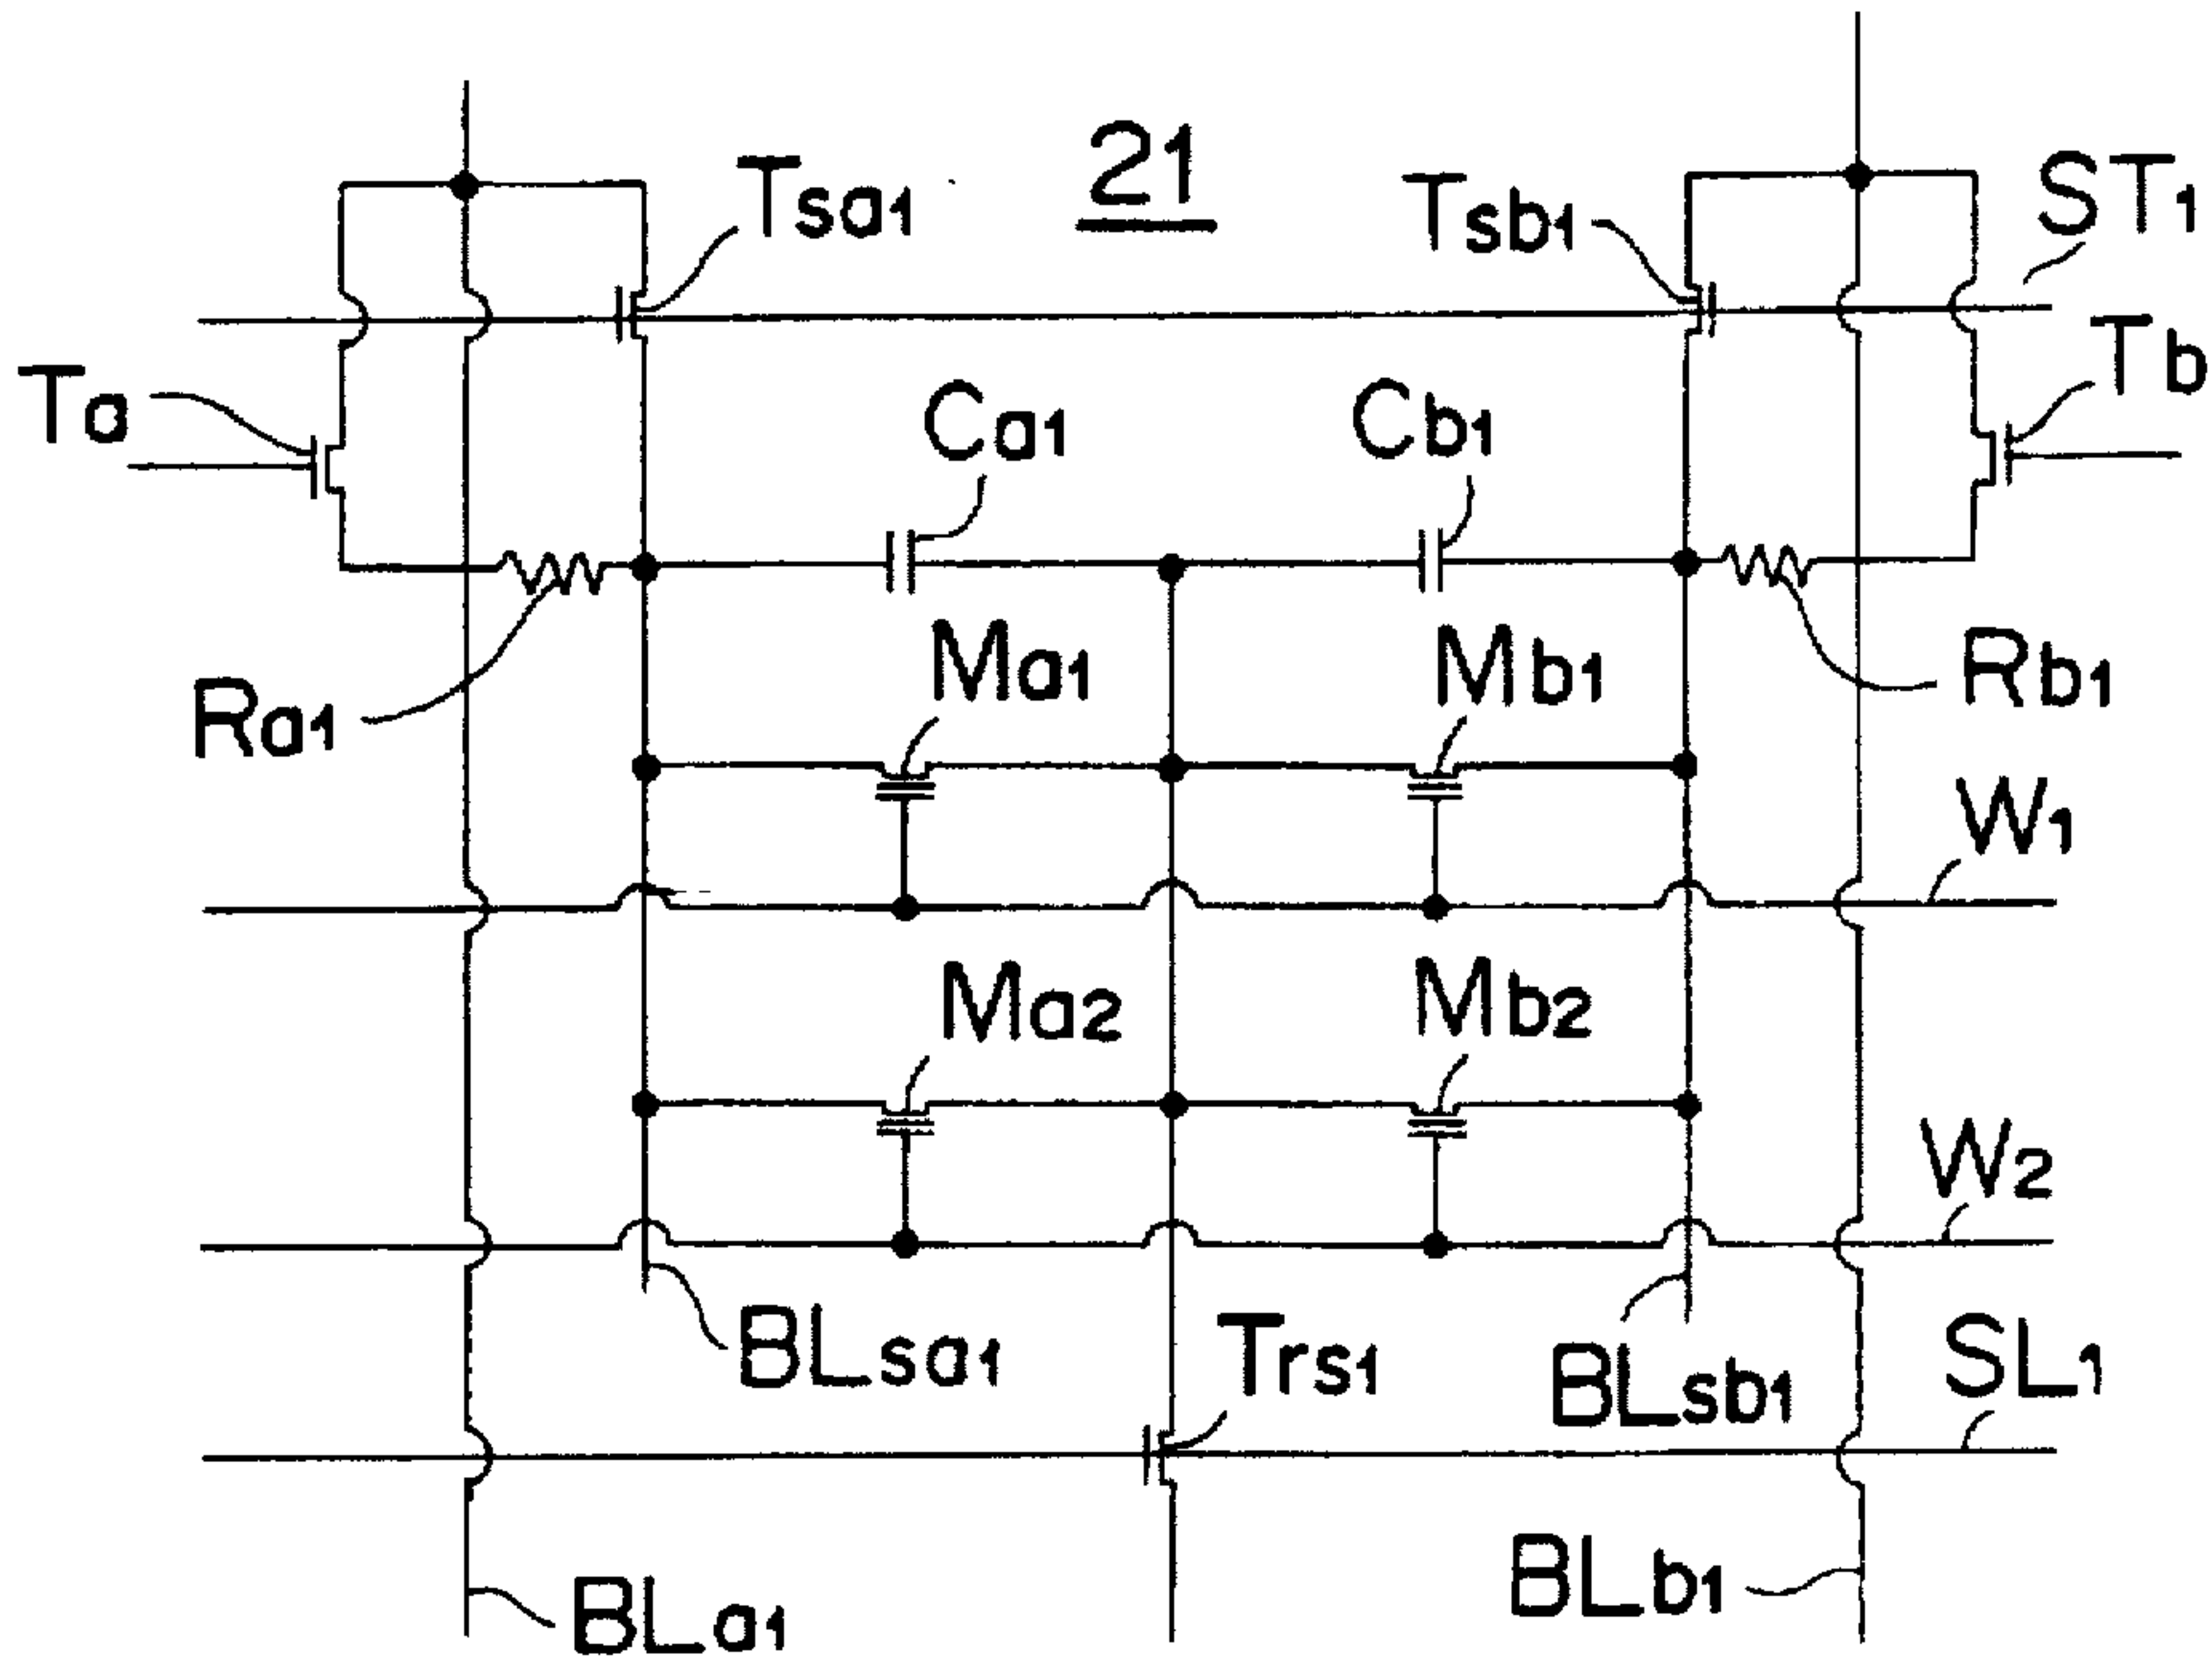 21
Tsa1
Tsb1
ST1
Ta
Tb
Ca1
Cb1
Ma1
Mb1
Ra1
Rb1
W1
Ma2
Mb2
W2
BLsa1
Trs1
BLsb1
SL1
BLa1
BLb1